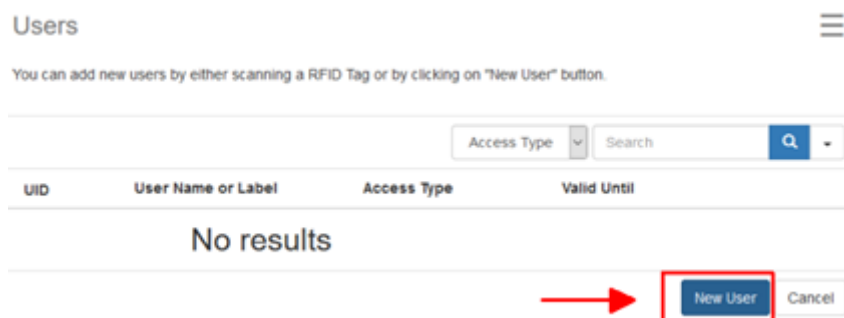 Users
You can add new users by either scanning a RFID Tag or by clicking on "New User" button.
Access Type Search
UID User Name or Label Access Type Valid Until
No results
New User Cancel